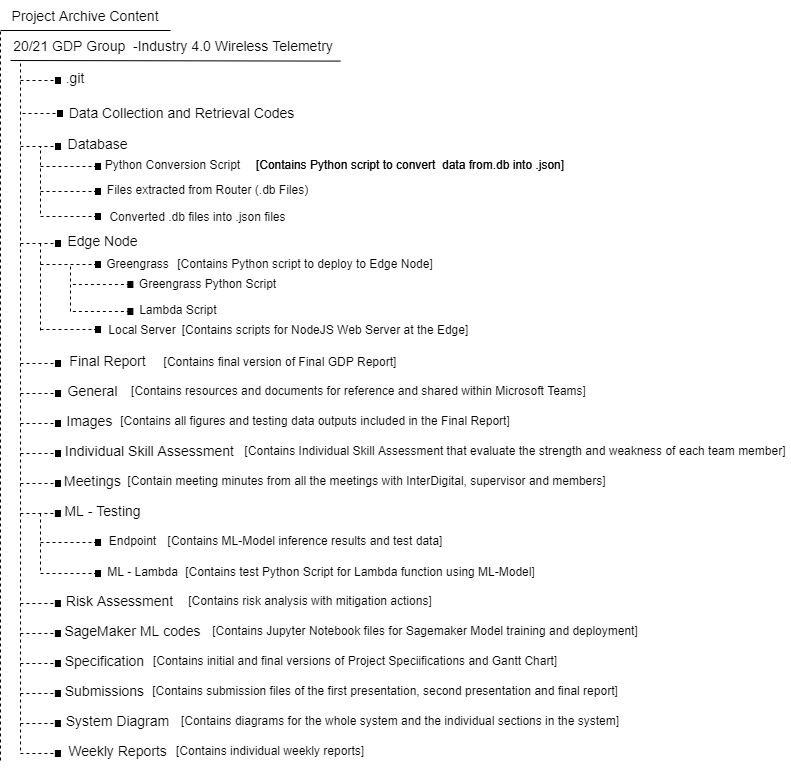 Project Archive Content
20/21 GDP Group -Industry 4.0 Wireless Telemetry
.git
Data Collection and Retrieval Codes
Database
Python Conversion Script [Contains Python script to convert data from.db into .json]
Files extracted from Router (.db Files)
Converted .db files into .json files
Edge Node
Greengrass [Contains Python script to deploy to Edge Node]
Greengrass Python Script
Lambda Script
Local Server [Contains scripts for NodeJS Web Server at the Edge]
Final Report [Contains final version of Final GDP Report]
General [Contains resources and documents for reference and shared within Microsoft Teams]
Images [Contains all figures and testing data outputs included in the Final Report]
Individual Skill Assessment [Contains Individual Skill Assessment that evaluate the strength and weakness of each team member]
Meetings [Contain meeting minutes from all the meetings with InterDigital, supervisor and members]
ML - Testing
Endpoint [Contains ML-Model inference results and test data]
ML - Lambda [Contains test Python Script for Lambda function using ML-Model]
Risk Assessment [Contains risk analysis with mitigation actions]
SageMaker ML codes [Contains Jupyter Notebook files for Sagemaker Model training and deployment]
Specification [Contains initial and final versions of Project Speciifications and Gantt Chart]
Submissions [Contains submission files of the first presentation, second presentation and final report]
System Diagram [Contains diagrams for the whole system and the individual sections in the system]
Weekly Reports [Contains individual weekly reports]